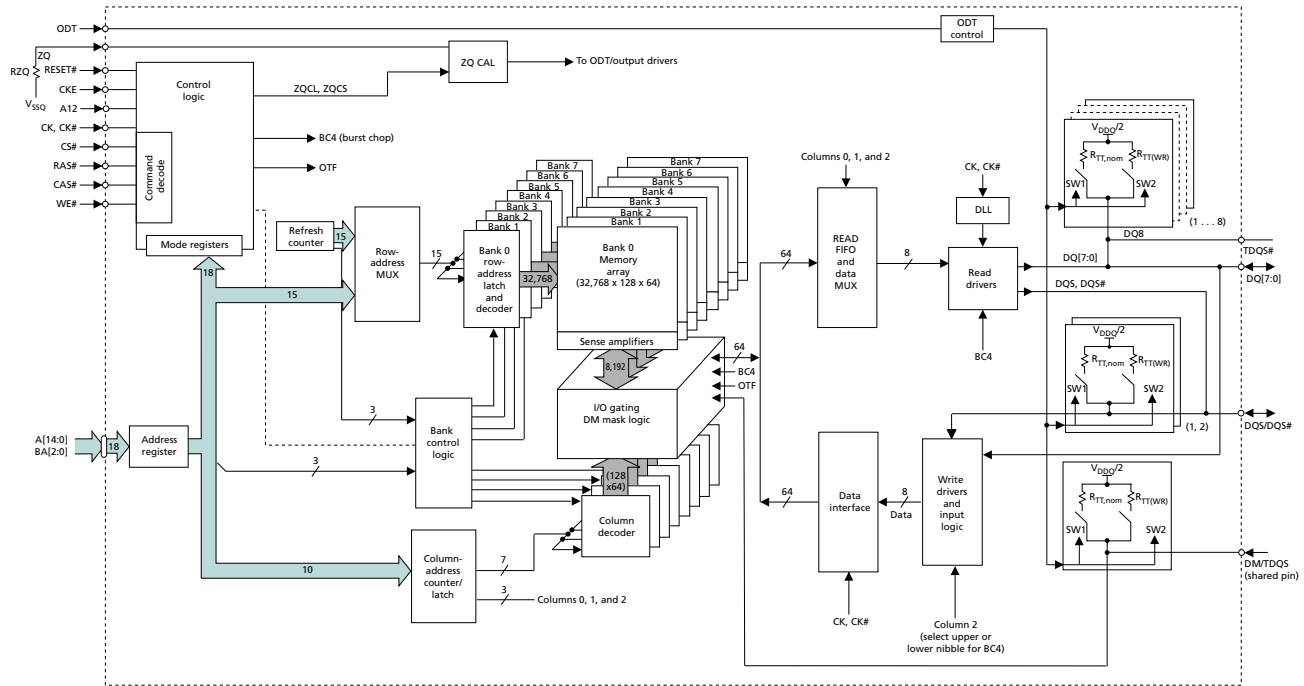 ODT
ODT
control
ZQ
RZQ
VSSQ
RESET#
CKE
A12
CK, CK#
CS#
RAS#
CAS#
WE#
Control
logic
Command
decode
Mode registers
ZQCL, ZQCS
ZQ CAL
To ODT/output drivers
BC4 (burst chop)
OTF
Refresh
counter
15
Row-
address
MUX
15
18
15
Bank 7
Bank 6
Bank 5
Bank 4
Bank 3
Bank 2
Bank 1
Bank 0
row-
address
latch
and
decoder
32,768
Bank 7
Bank 6
Bank 5
Bank 4
Bank 3
Bank 2
Bank 1
Bank 0
Memory
array
(32,768 x 128 x 64)
Sense amplifiers
8,192
64
BC4
OTF
I/O gating
DM mask logic
(128
x64)
Column
decoder
3
Bank
control
logic
3
A[14:0]
BA[2:0]
18
Address
register
10
Column-
address
counter/
latch
7
3
Columns 0, 1, and 2
Columns 0, 1, and 2
64
READ
FIFO
and
data
MUX
8
CK, CK#
DLL
Read
drivers
BC4
DQ8
TDQS#
DQ[7:0]
DQ[7:0]
DQS, DQS#
VDDQ/2
RTT,nom
RTT(WR)
SW1
SW2
(1 . . . 8)
VDDQ/2
RTT,nom
RTT(WR)
SW1
SW2
(1, 2)
DQS/DQS#
VDDQ/2
RTT,nom
RTT(WR)
SW1
SW2
DM/TDQS
(shared pin)
64
Data
interface
8
Data
Write
drivers
and
input
logic
CK, CK#
Column 2
(select upper or
lower nibble for BC4)